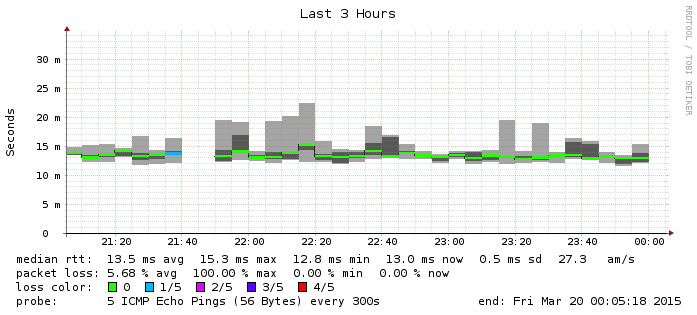 Last 3 Hours
RRDTOOL / TOBI OETIKER
Seconds
30 m
25 m
20 m
15 m
10 m
5 m
0
21:20 21:40 22:00 22:20 22:40 23:00 23:20 23:40 00:00
median rtt: 13.5 ms avg 15.3 ms max 12.8 ms min 13.0 ms now 0.5 ms sd 27.3 am/s
packet loss: 5.68 % avg 100.00 % max 0.00 % min 0.00 % now
loss color: 0 1/5 2/5 3/5 4/5
probe: 5 ICMP Echo Pings (56 Bytes) every 300s end: Fri Mar 20 00:05:18 2015